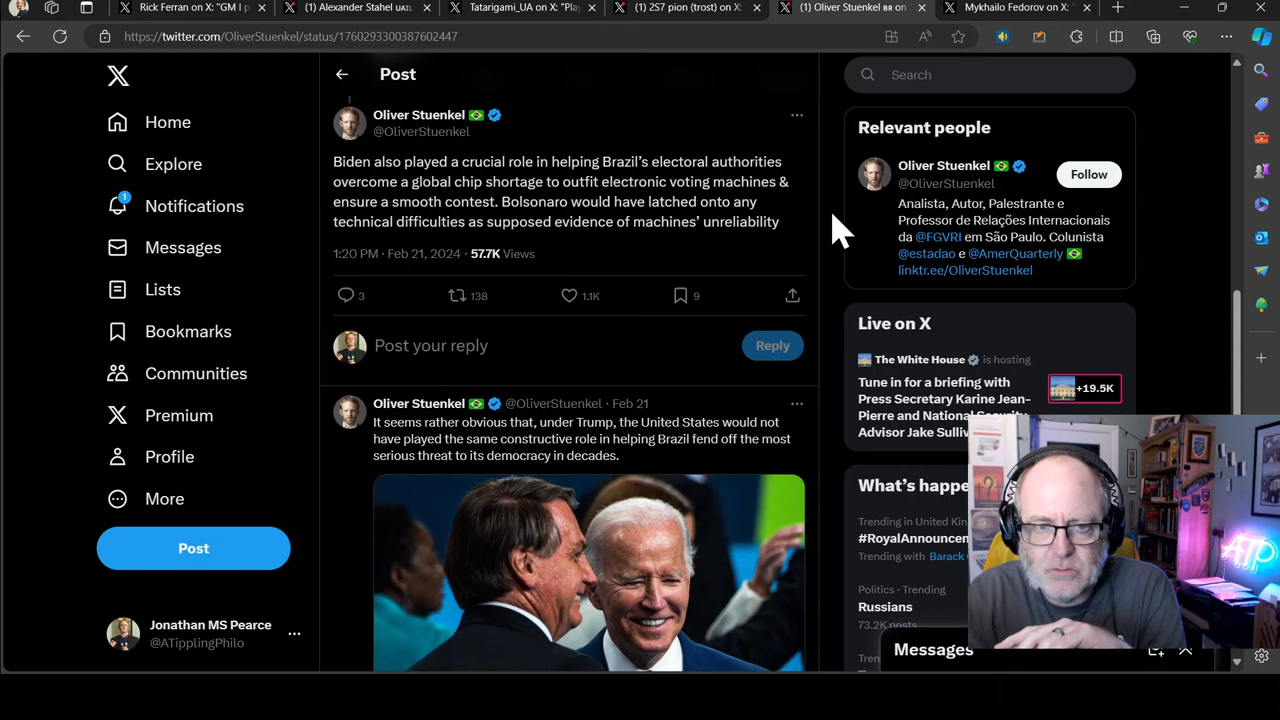 Rick Ferran on X: "GM I p
(1) Alexander Stahel
Tatarigami_UA on X: "Pla
(1) 2S7 pion (trost) on X:
(1) Oliver Stuenkel BR on
Mykhailo Fedorov on X: "
https://twitter.com/OliverStuenkel/status/1760293300387602447
Home
Explore
1
Notifications
Messages
Lists
Bookmarks
Communities
Premium
Profile
More
Post
Jonathan MS Pearce
@ATipplingPhilo
Post
Oliver Stuenkel
@OliverStuenkel
Biden also played a crucial role in helping Brazil's electoral authorities
overcome a global chip shortage to outfit electronic voting machines &
ensure a smooth contest. Bolsonaro would have latched onto any
technical difficulties as supposed evidence of machines' unreliability
1:20 PM · Feb 21, 2024 · 57.7K Views
3 138 1.1K 9
Post your reply
Reply
Oliver Stuenkel @OliverStuenkel · Feb 21
It seems rather obvious that, under Trump, the United States would not
have played the same constructive role in helping Brazil fend off the most
serious threat to its democracy in decades.
Search
Relevant people
Oliver Stuenkel
@OliverStuenkel
Follow
Analista, Autor, Palestrante e
Professor de Relações Internacionais
da @FGVRI em São Paulo. Colunista
@estadao e @AmerQuarterly
linktr.ee/OliverStuenkel
Live on X
The White House is hosting
Tune in for a briefing with
Press Secretary Karine Jean-
Pierre and National Security
Advisor Jake Sulliv
+19.5K
What's happe
Trending in United Kin
#RoyalAnnouncem
Trending with Barack
Politics · Trending
Russians
73.2K posts
Messages
ATP